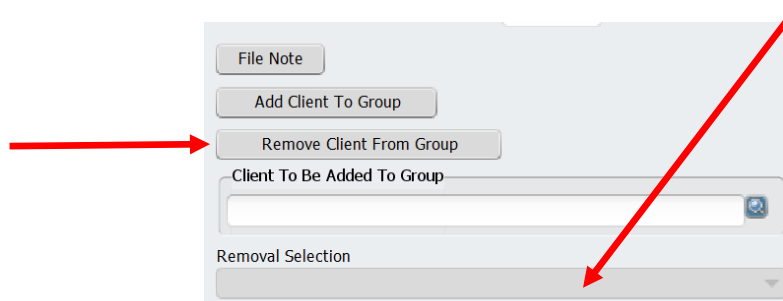 File Note
Add Client To Group
Remove Client From Group
Client To Be Added To Group
Removal Selection